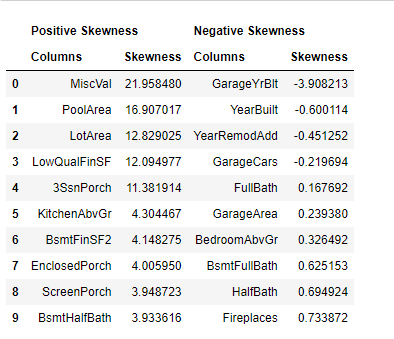 Positive Skewness Negative Skewness
Columns Skewness Columns Skewness
0 MiscVal 21.958480 GarageYrBlt -3.908213
1 PoolArea 16.907017 YearBuilt -0.600114
2 LotArea 12.829025 YearRemodAdd -0.451252
3 LowQualFinSF 12.094977 GarageCars -0.219694
4 3SsnPorch 11.381914 FullBath 0.167692
5 KitchenAbvGr 4.304467 GarageArea 0.239380
6 BsmtFinSF2 4.148275 BedroomAbvGr 0.326492
7 EnclosedPorch 4.005950 BsmtFullBath 0.625153
8 ScreenPorch 3.948723 HalfBath 0.694924
9 BsmtHalfBath 3.933616 Fireplaces 0.733872